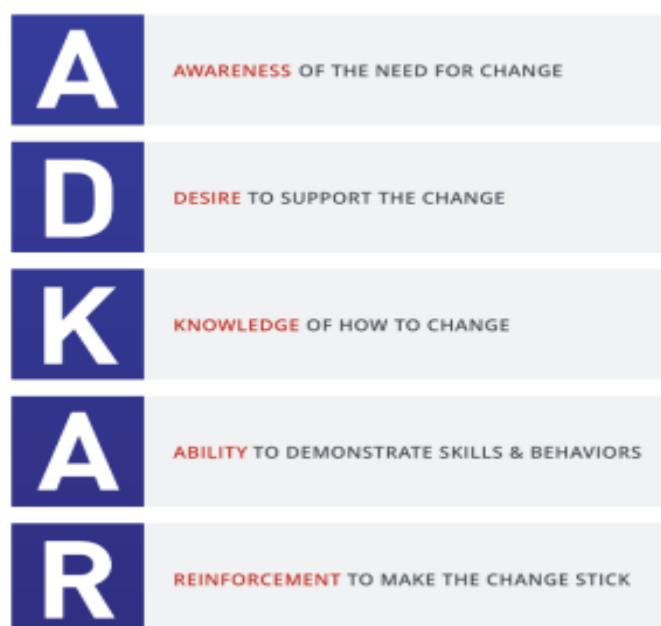 A
AWARENESS OF THE NEED FOR CHANGE
D
DESIRE TO SUPPORT THE CHANGE
K
KNOWLEDGE OF HOW TO CHANGE
A
ABILITY TO DEMONSTRATE SKILLS & BEHAVIORS
R
REINFORCEMENT TO MAKE THE CHANGE STICK